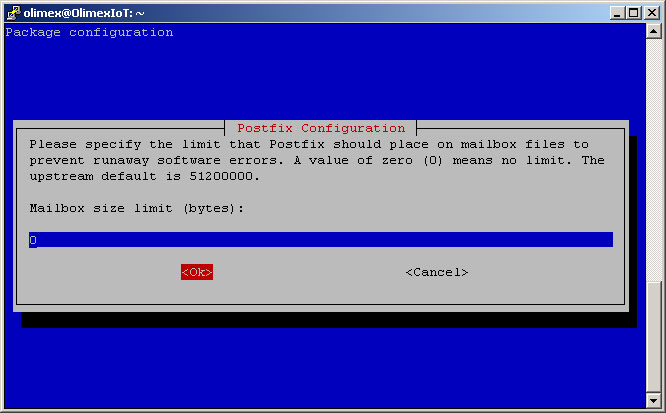 olimex@OlimexIoT: ~
Package configuration
Postfix Configuration
Please specify the limit that Postfix should place on mailbox files to
prevent runaway software errors. A value of zero (0) means no limit. The
upstream default is 51200000.
Mailbox size limit (bytes):
0
<Ok> <Cancel>